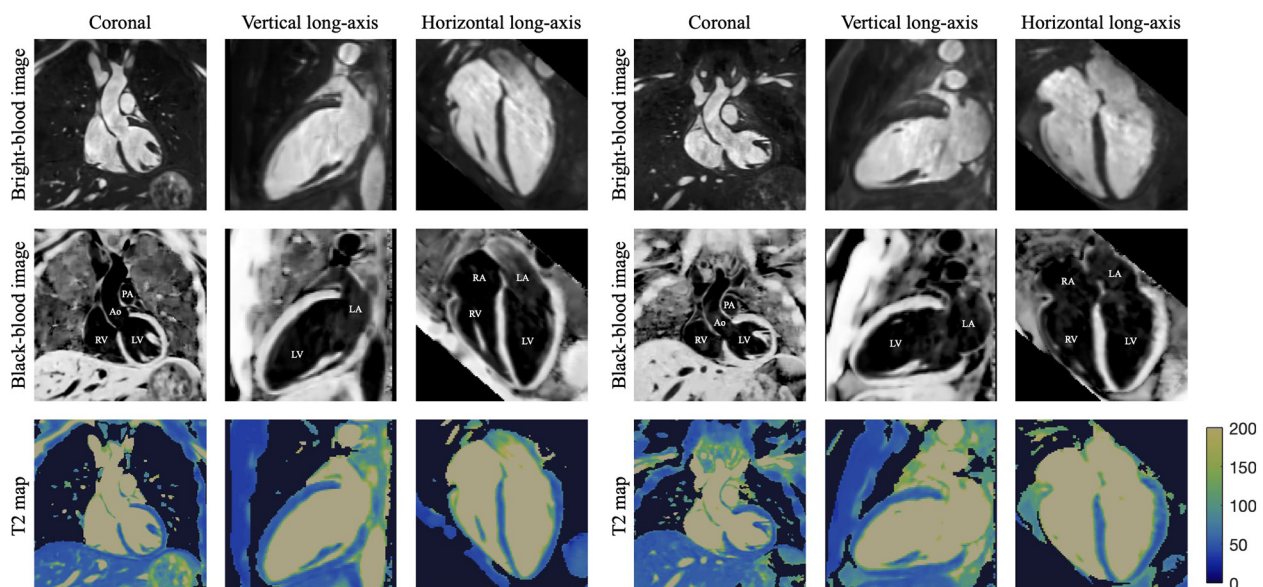 Coronal Vertical long-axis Horizontal long-axis Coronal Vertical long-axis Horizontal long-axis
Bright-blood image
Bright-blood image
Black-blood image
PA
Ao
RV
LV
LA
LV
RA
LA
RV
LV
Black-blood image
PA
Ao
RV
LV
LA
LV
RA
LA
RV
LV
T2 map
T2 map
200
150
100
50
0